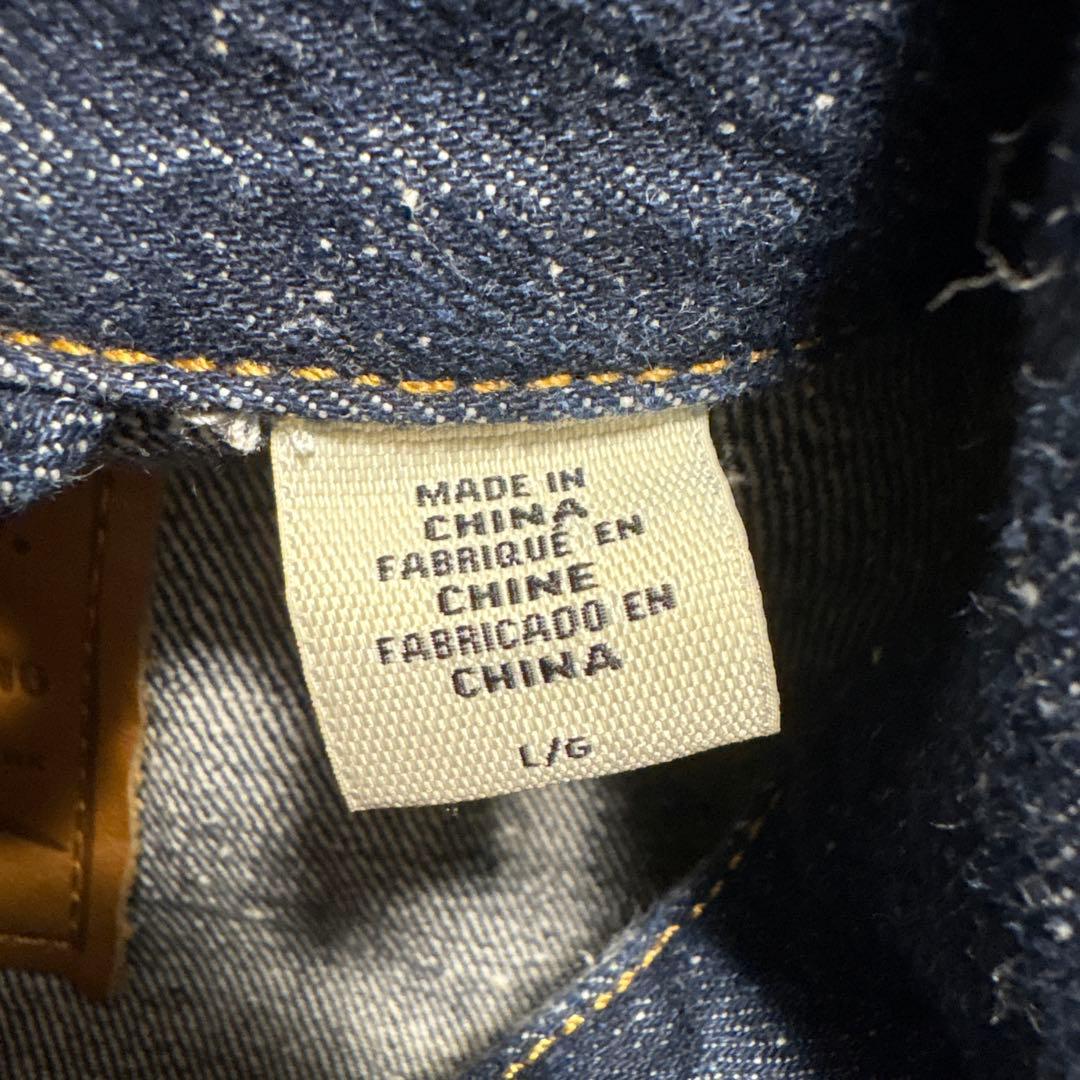 MADE IN
CHINA
FABRIQUÉ EN
CHINE
FABRICADO EN
CHINA
L/G